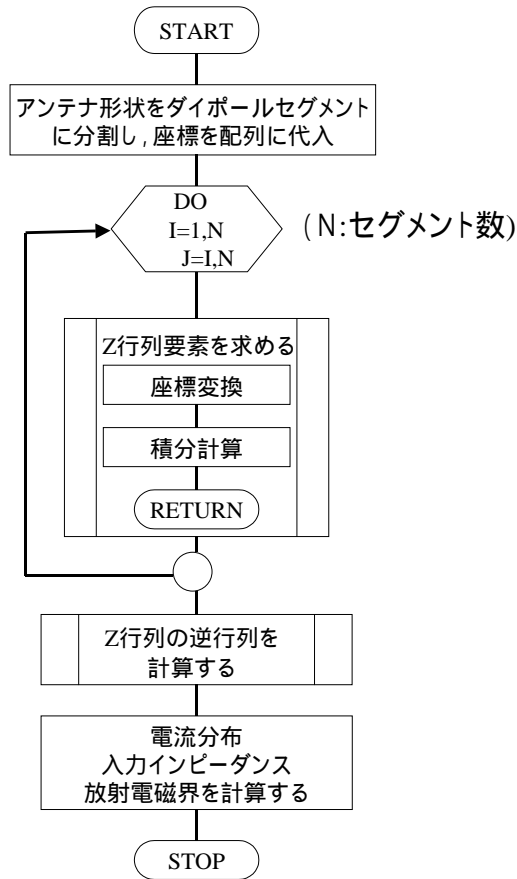 START
アンテナ形状をダイポールセグメント
に分割し,座標を配列に代入
DO
I=1,N
J=I,N
(N:セグメント数)
Z行列要素を求める
座標変換
積分計算
RETURN
Z行列の逆行列を
計算する
電流分布
入力インピーダンス
放射電磁界を計算する
STOP